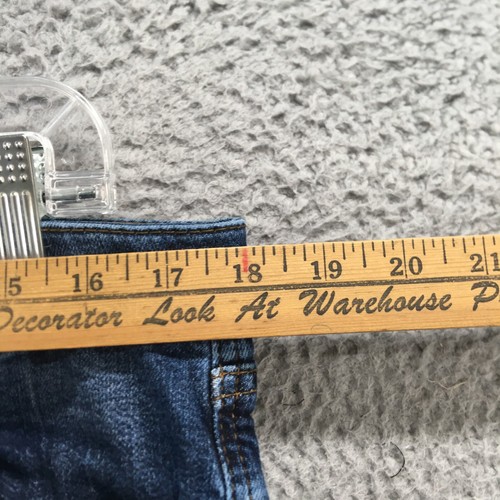 5 16 17 18 19 20 21
Decorator Look At Warehouse P